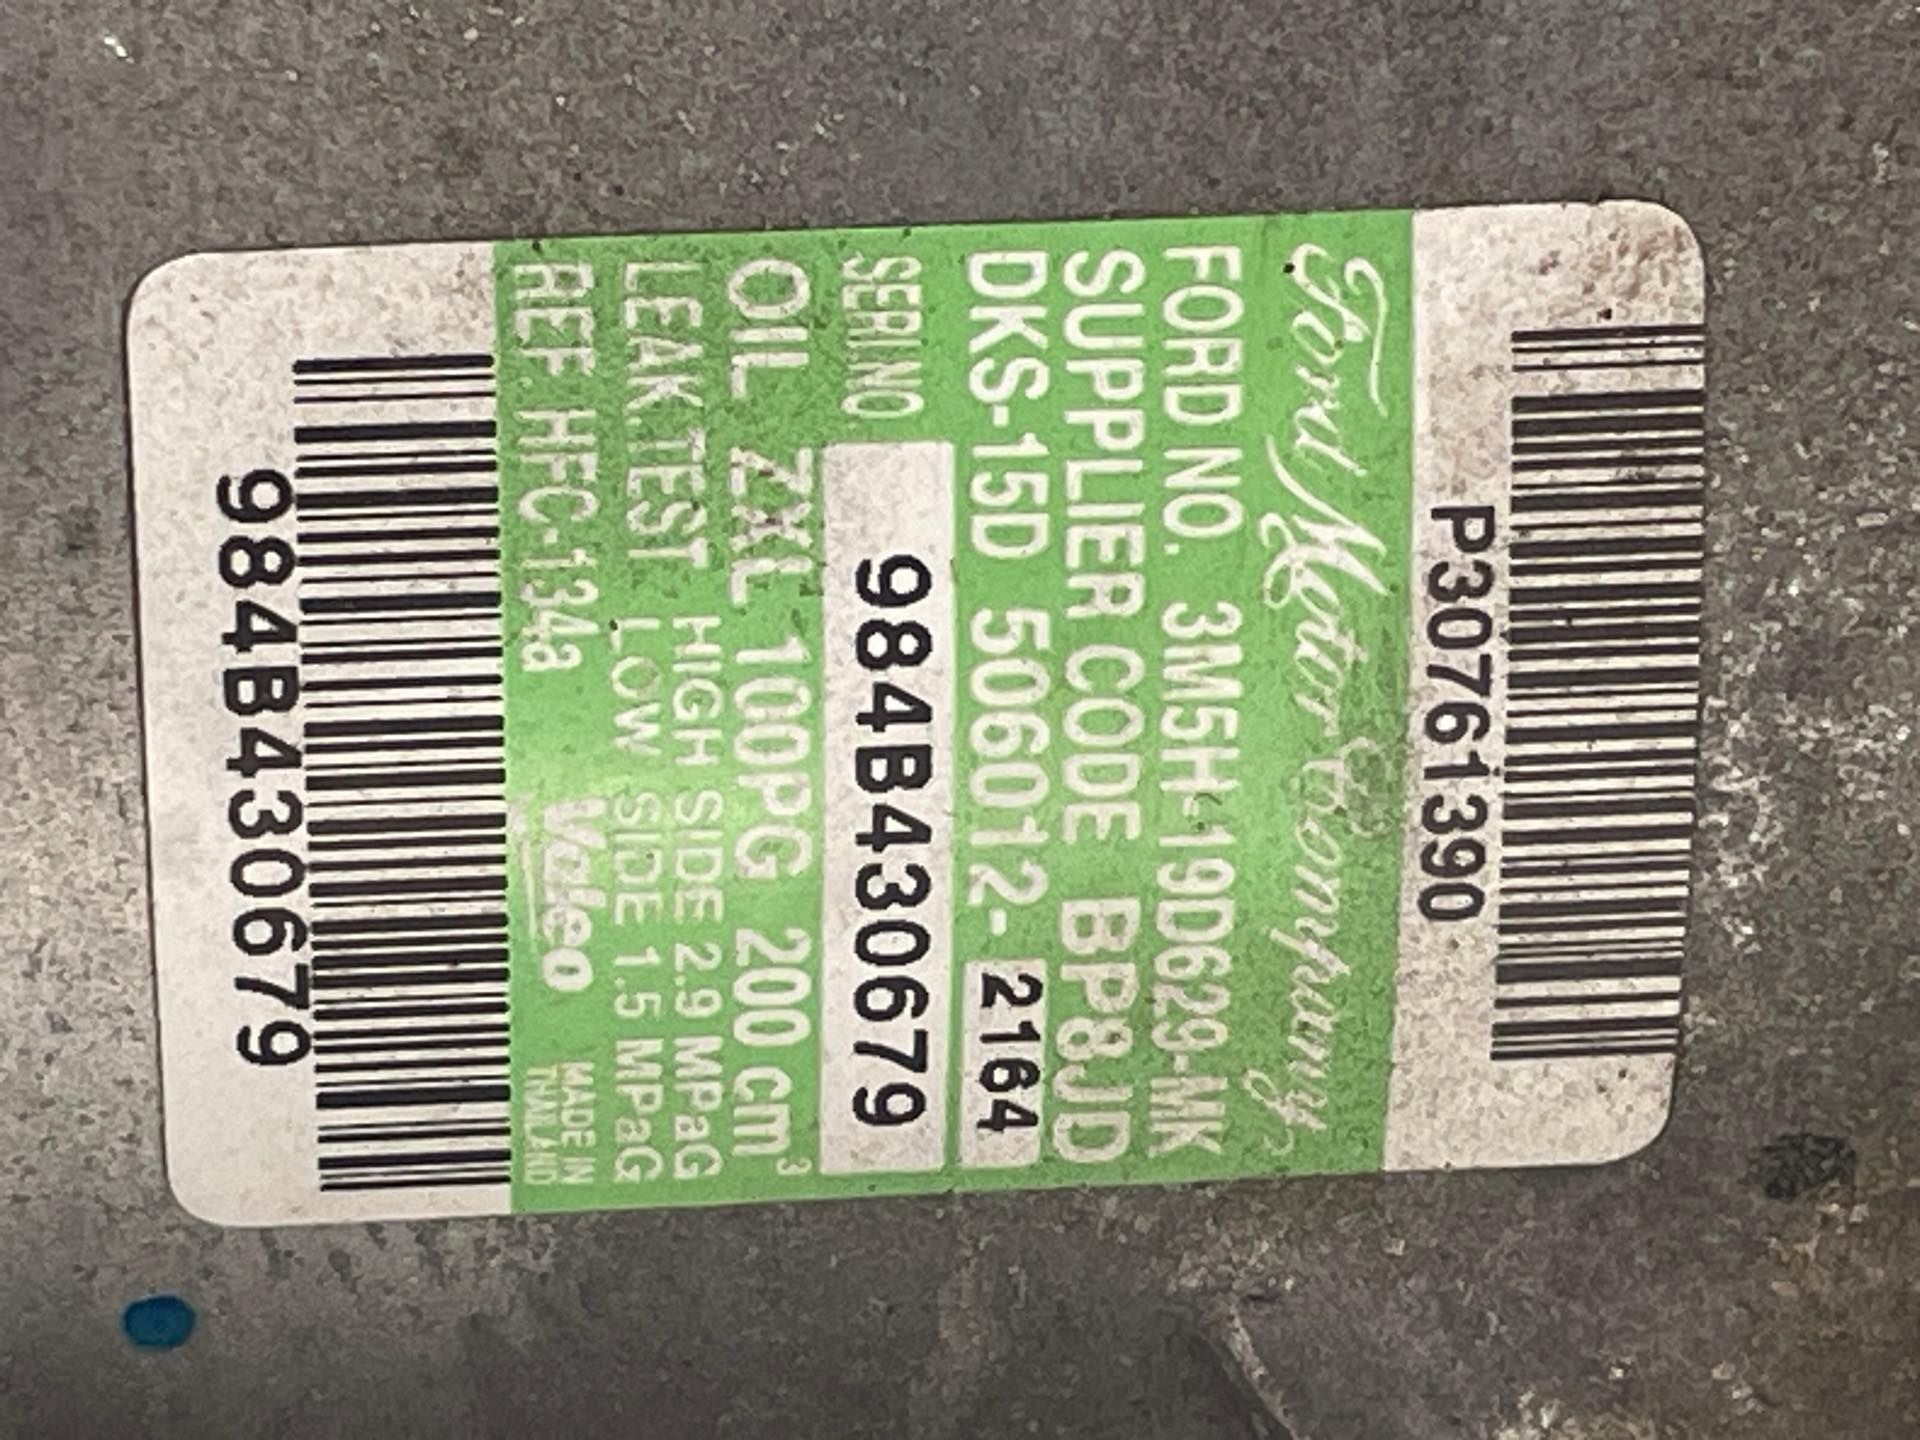 P30761390
Ford Motor Company
FORD NO. 3M5H-19D629-MK
SUPPLIER CODE BP8JD
DKS-15D 506012-2164
SERI.NO 984B430679
OIL ZXL 100PG 200 cm³
LEAK.TEST HIGH SIDE 2.9 MPaG
LOW SIDE 1.5 MPaG
REF. HFC-134a Valeo MADE IN
THAILAND
984B430679